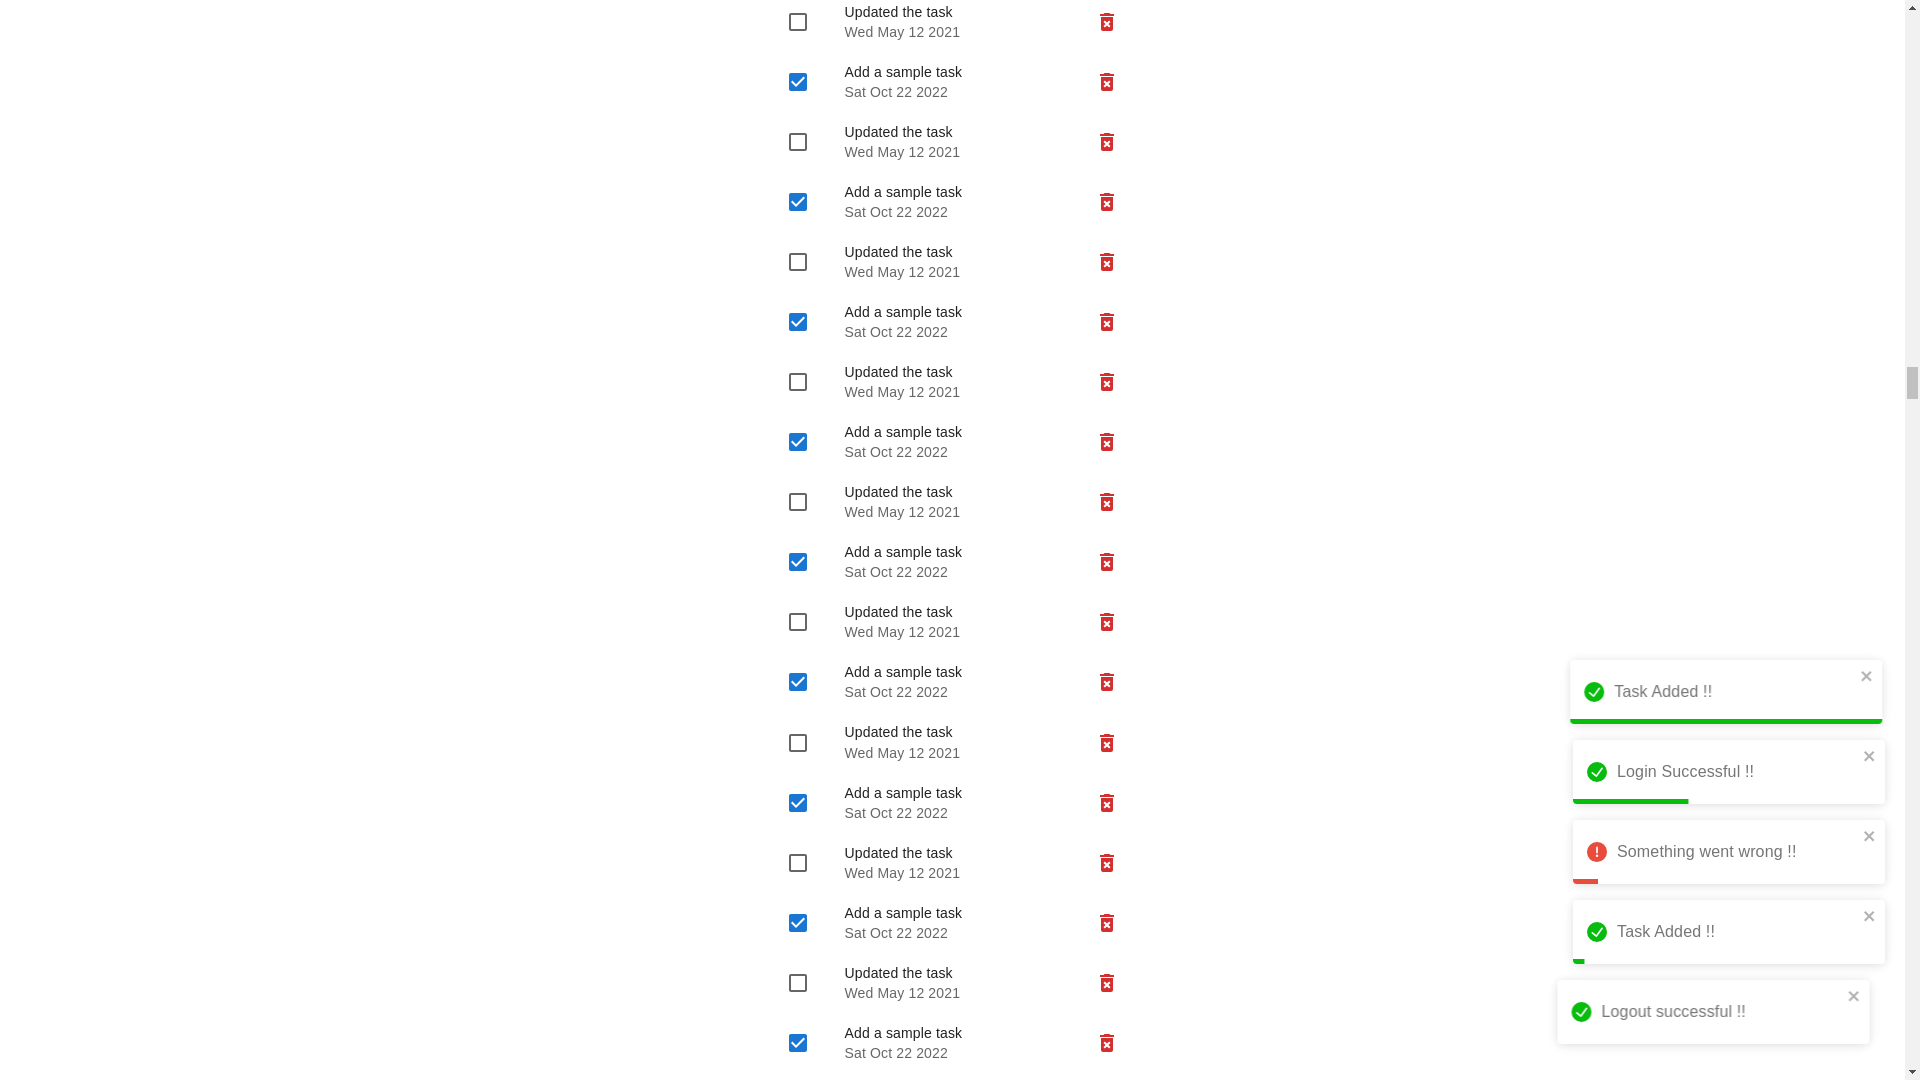 Updated the task
Wed May 12 2021
Add a sample task
Sat Oct 22 2022
Updated the task
Wed May 12 2021
Add a sample task
Sat Oct 22 2022
Updated the task
Wed May 12 2021
Add a sample task
Sat Oct 22 2022
Updated the task
Wed May 12 2021
Add a sample task
Sat Oct 22 2022
Updated the task
Wed May 12 2021
Add a sample task
Sat Oct 22 2022
Updated the task
Wed May 12 2021
Add a sample task
Sat Oct 22 2022
Updated the task
Wed May 12 2021
Add a sample task
Sat Oct 22 2022
Updated the task
Wed May 12 2021
Add a sample task
Sat Oct 22 2022
Updated the task
Wed May 12 2021
Add a sample task
Sat Oct 22 2022
Task Added !!
Login Successful !!
Something went wrong !!
Task Added !!
Logout successful !!